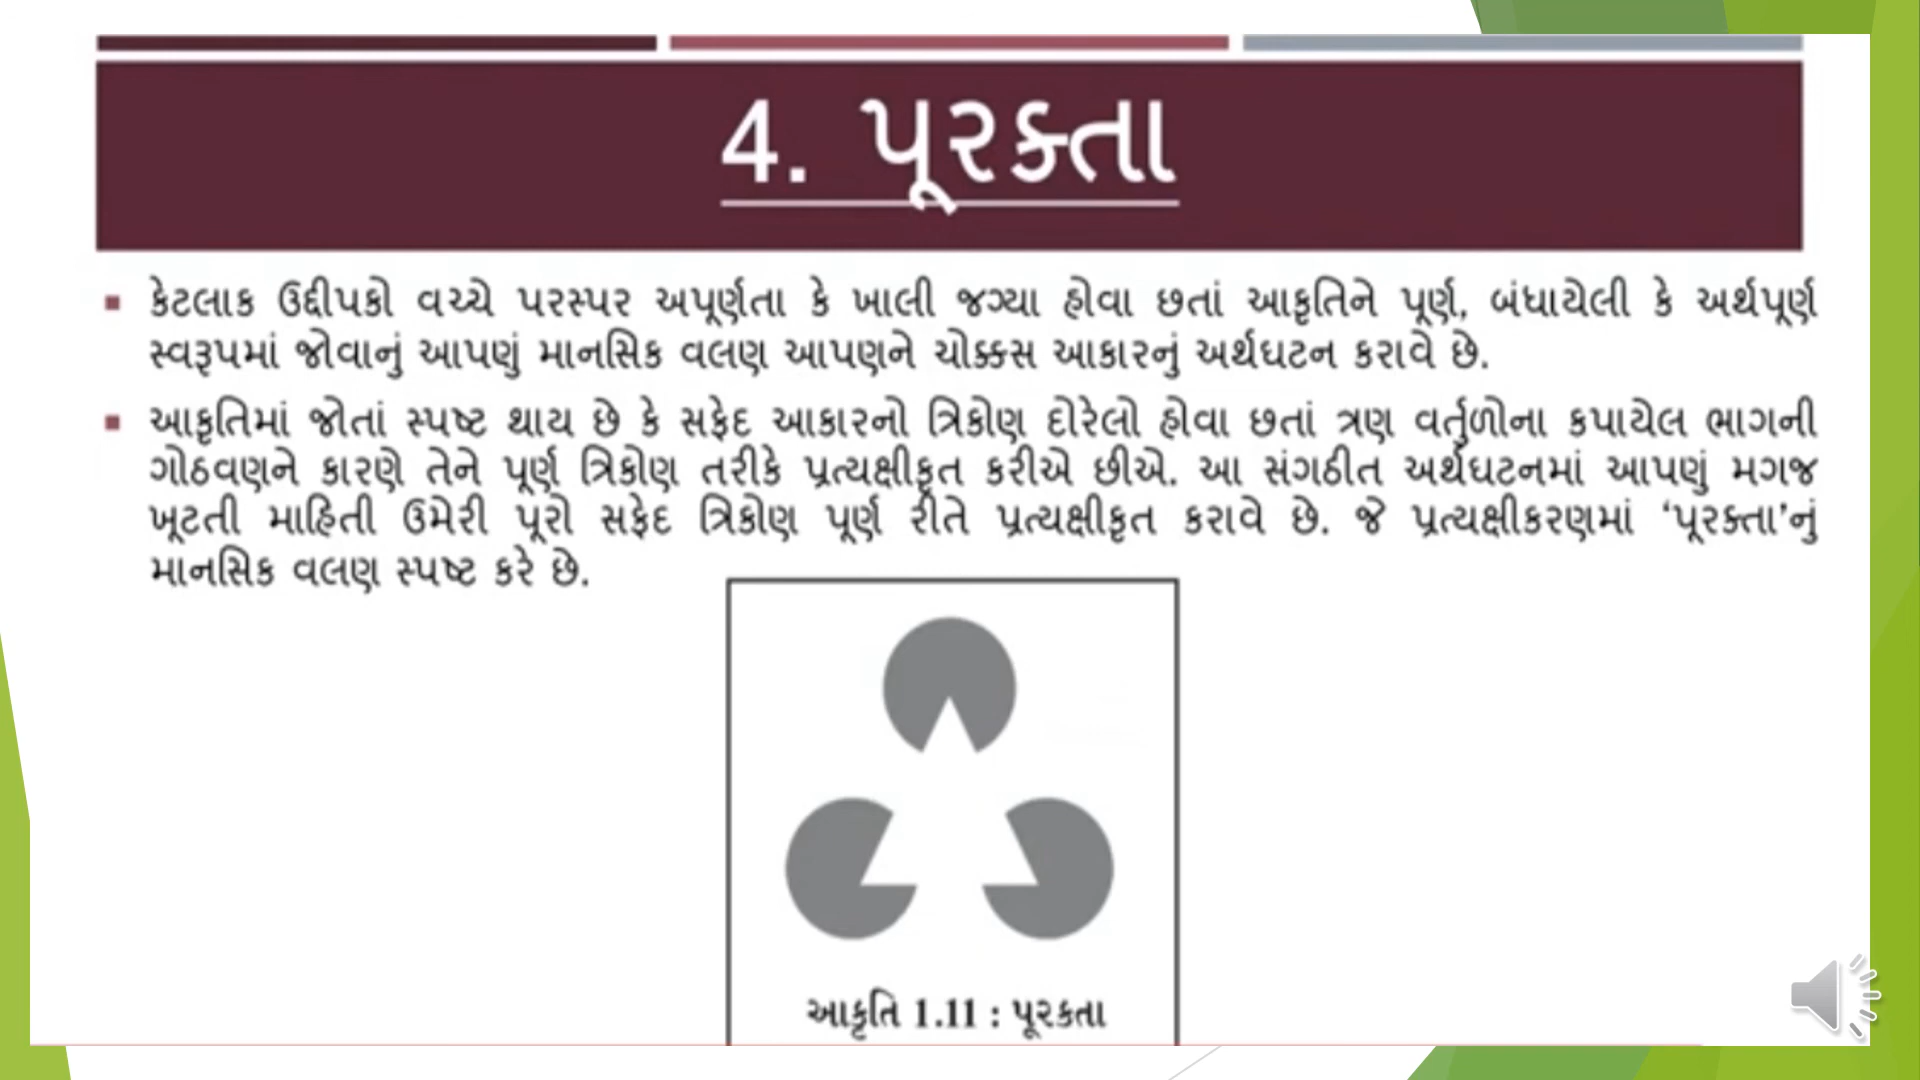 4. પૂરક્તા
કેટલાક ઉદ્દીપકો વચ્ચે પરસ્પર અપૂર્ણતા કે ખાલી જગ્યા હોવા છતાં આકૃતિને પૂર્ણ, બંધાયેલી કે અર્થપૂર્ણ
સ્વરૂપમાં જોવાનું આપણું માનસિક વલણ આપણને ચોક્કસ આકારનું અર્થઘટન કરાવે છે.
આકૃતિમાં જોતાં સ્પષ્ટ થાય છે કે સફેદ આકારનો ત્રિકોણ દોરેલો હોવા છતાં ત્રણ વર્તુળોના કપાયેલ ભાગની
ગોઠવણને કારણે તેને પૂર્ણ ત્રિકોણ તરીકે પ્રત્યક્ષીકૃત કરીએ છીએ. આ સંગઠીત અર્થઘટનમાં આપણું મગજ
ખૂટતી માહિતી ઉમેરી પૂરો સફેદ ત્રિકોણ પૂર્ણ રીતે પ્રત્યક્ષીકૃત કરાવે છે. જે પ્રત્યક્ષીકરણમાં ‘પૂરક્તા’નું
માનસિક વલણ સ્પષ્ટ કરે છે.
આકૃતિ 1.11 : પૂરકતા